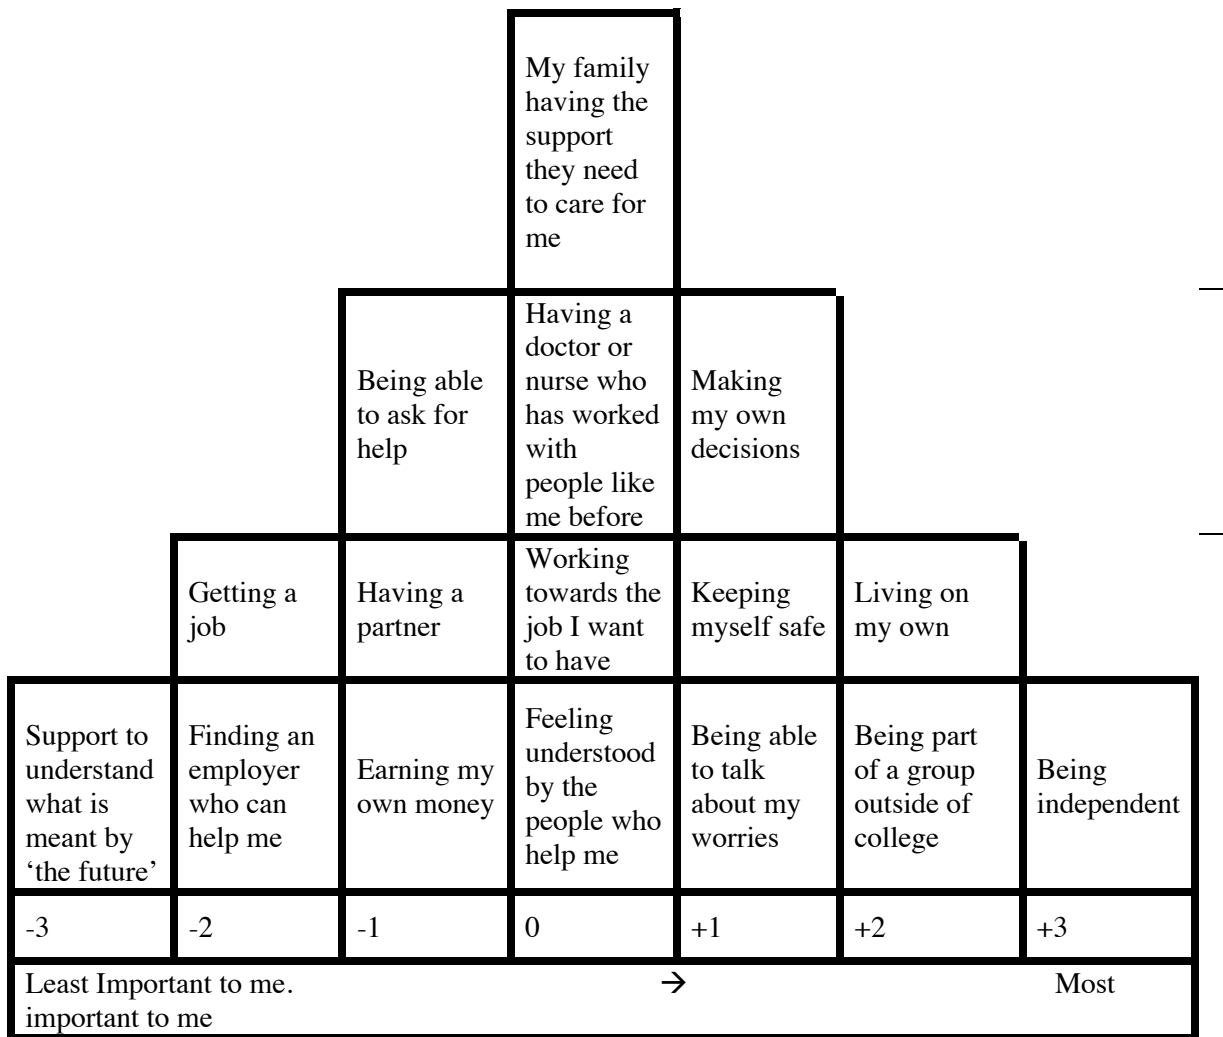 My family
having the
support
they need
to care for
me
Being able
to ask for
help
Having a
doctor or
nurse who
has worked
with
people like
me before
Making
my own
decisions
Getting a
job
Having a
partner
Working
towards the
job I want
to have
Keeping
myself safe
Living on
my own
Support to
understand
what is
meant by
‘the future’
Finding an
employer
who can
help me
Earning my
own money
Feeling
understood
by the
people who
help me
Being able
to talk
about my
worries
Being part
of a group
outside of
college
Being
independent
-3 -2 -1 0 +1 +2 +3
Least Important to me. → Most
important to me